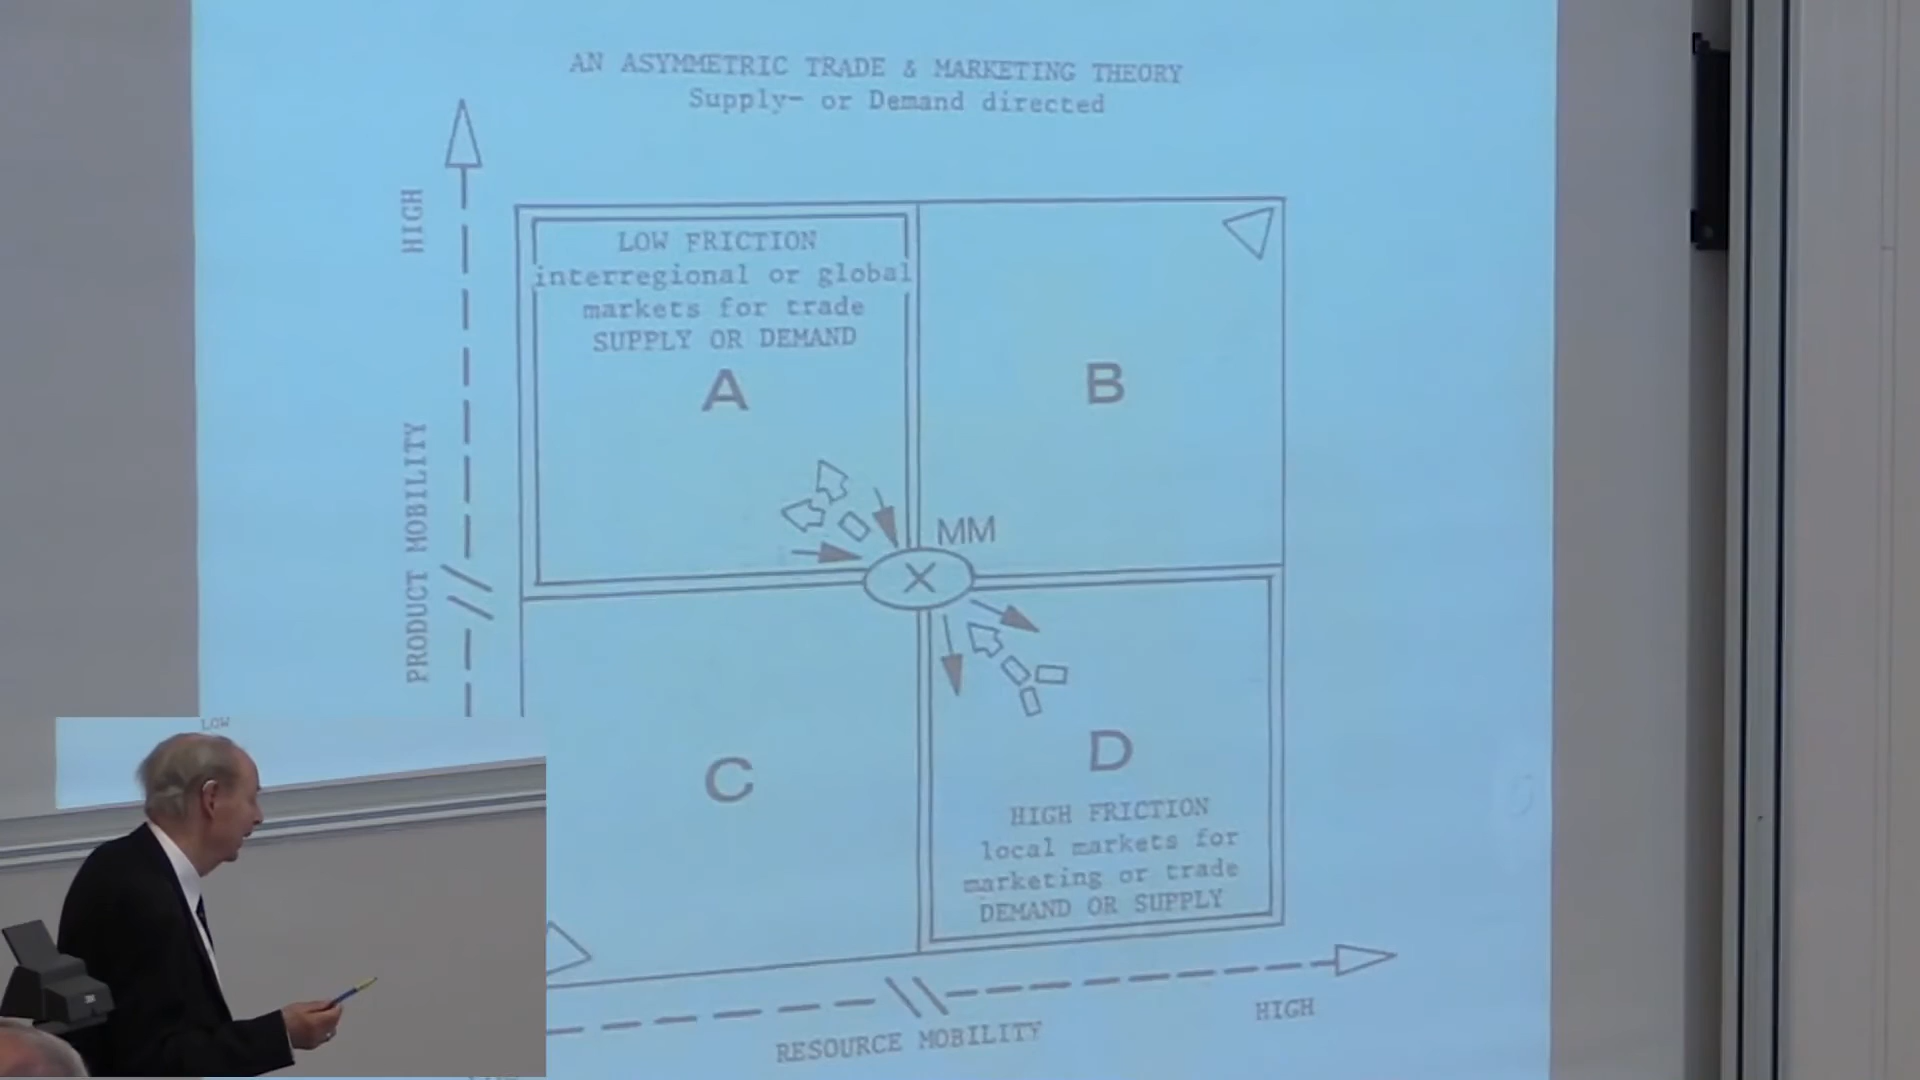 AN ASYMMETRIC TRADE & MARKETING THEORY
Supply- or Demand directed
HIGH
PRODUCT MOBILITY
LOW FRICTION
interregional or global
markets for trade
SUPPLY OR DEMAND
A
B
MM
X
C
D
HIGH FRICTION
local markets for
marketing or trade
DEMAND OR SUPPLY
LOW
RESOURCE MOBILITY
HIGH